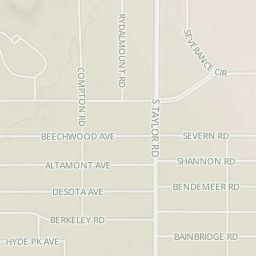 RYDALMOUNT RD
SEVERANCE CIR
COMPTON RD
S TAYLOR RD
BEECHWOOD AVE
SEVERN RD
ALTAMONT AVE
SHANNON RD
DESOTA AVE
BENDEMEER RD
BERKELEY RD
HYDE PK AVE
BAINBRIDGE RD